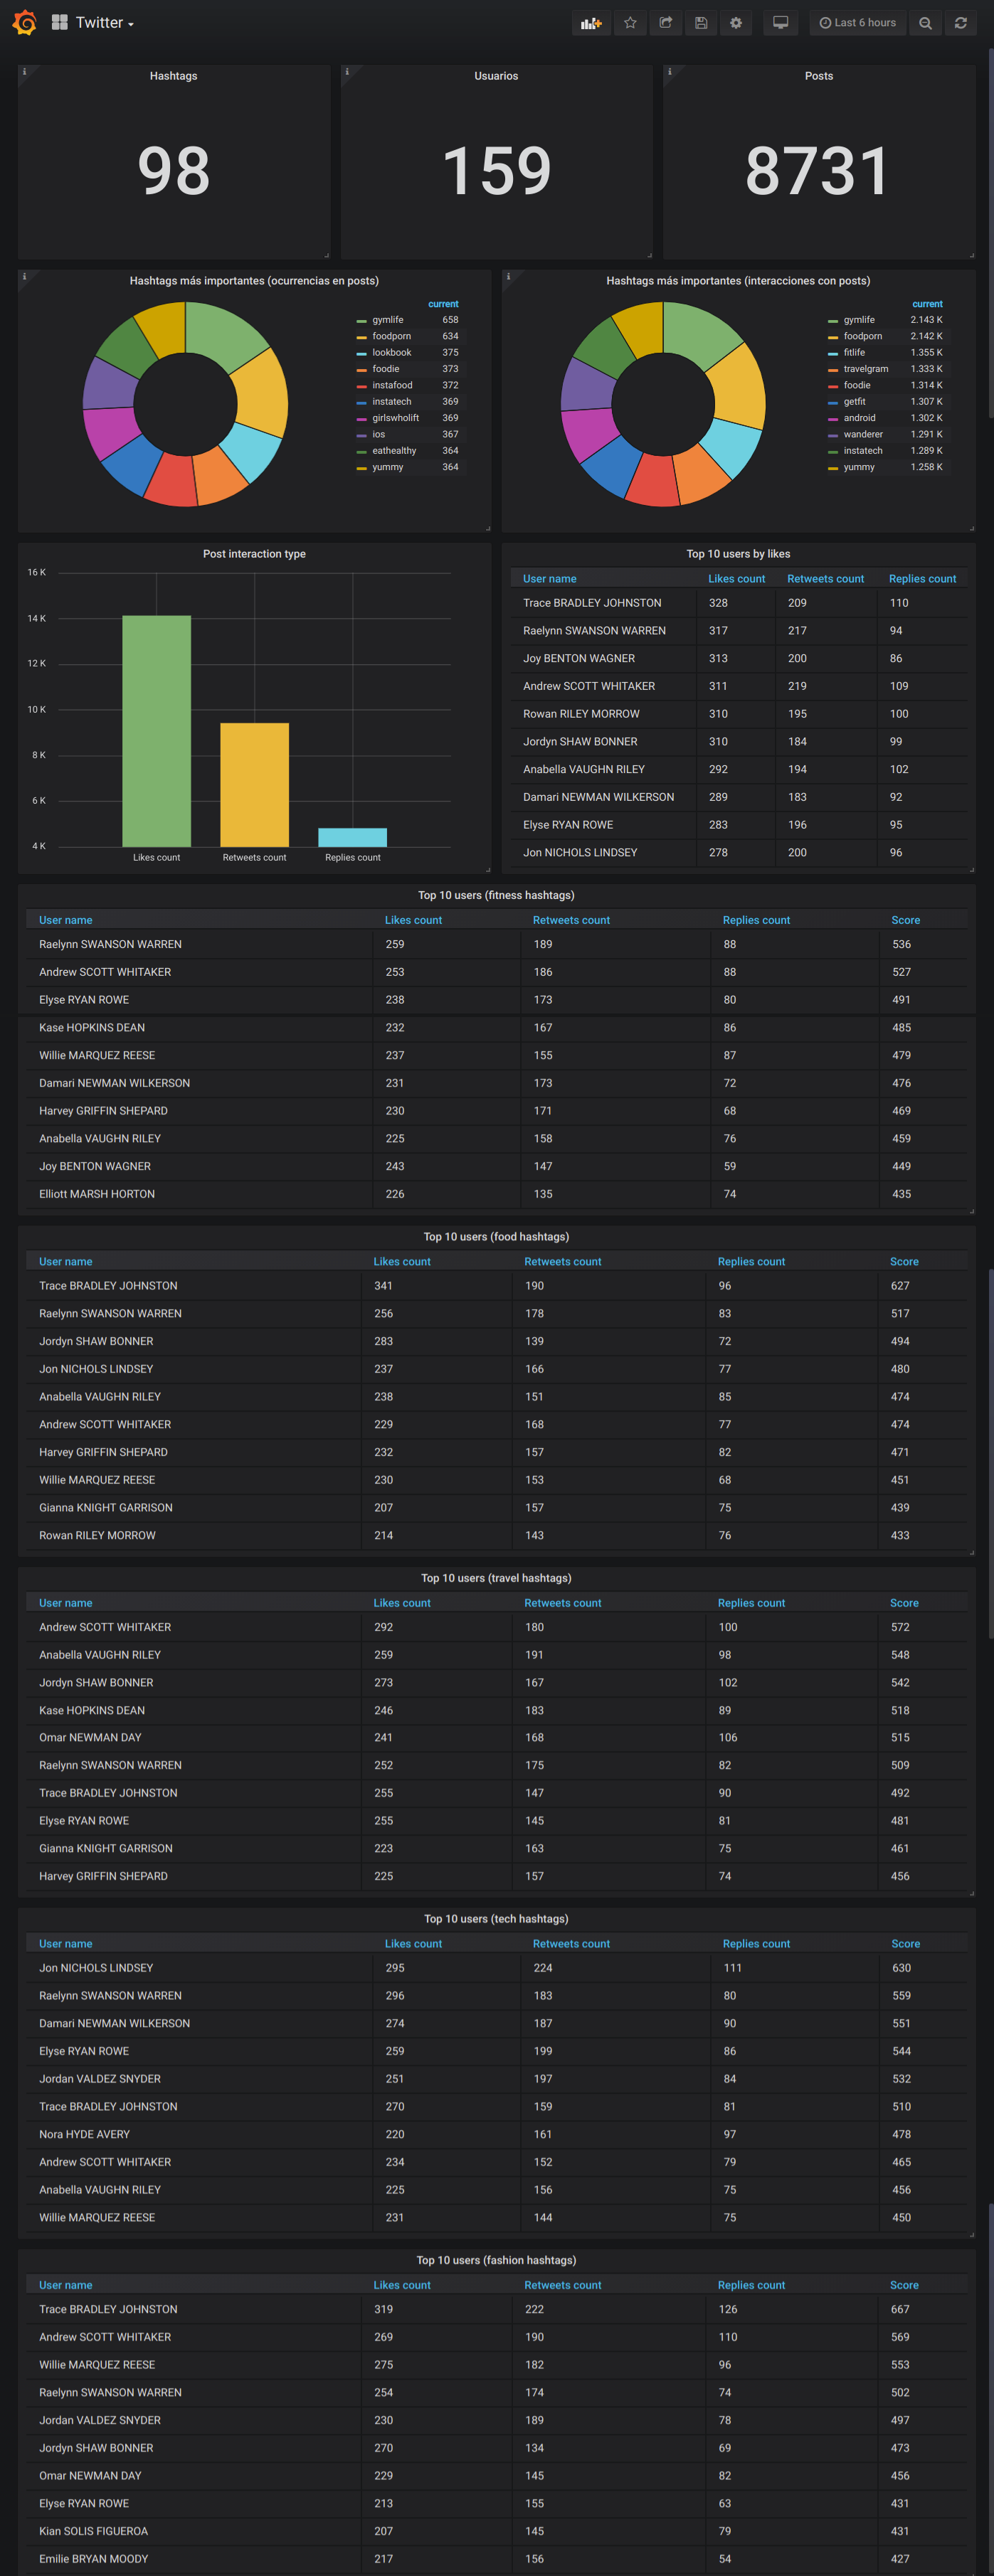 Twitter
Last 6 hours
Hashtags
98
Usuarios
159
Posts
8731
Hashtags más importantes (ocurrencias en posts)
current
gymlife 658
foodporn 634
lookbook 375
foodie 373
instafood 372
instatech 369
girlswholift 369
ios 367
eathealthy 364
yummy 364
Hashtags más importantes (interacciones con posts)
current
gymlife 2.143 K
foodporn 2.142 K
fitlife 1.355 K
travelgram 1.333 K
foodie 1.314 K
getfit 1.307 K
android 1.302 K
wanderer 1.291 K
instatech 1.289 K
yummy 1.258 K
Post interaction type
16 K
14 K
12 K
10 K
8 K
6 K
4 K
Likes count Retweets count Replies count
Top 10 users by likes
User name Likes count Retweets count Replies count
Trace BRADLEY JOHNSTON 328 209 110
Raelynn SWANSON WARREN 317 217 94
Joy BENTON WAGNER 313 200 86
Andrew SCOTT WHITAKER 311 219 109
Rowan RILEY MORROW 310 195 100
Jordyn SHAW BONNER 310 184 99
Anabella VAUGHN RILEY 292 194 102
Damari NEWMAN WILKERSON 289 183 92
Elyse RYAN ROWE 283 196 95
Jon NICHOLS LINDSEY 278 200 96
Top 10 users (fitness hashtags)
User name Likes count Retweets count Replies count Score
Raelynn SWANSON WARREN 259 189 88 536
Andrew SCOTT WHITAKER 253 186 88 527
Elyse RYAN ROWE 238 173 80 491
Kase HOPKINS DEAN 232 167 86 485
Willie MARQUEZ REESE 237 155 87 479
Damari NEWMAN WILKERSON 231 173 72 476
Harvey GRIFFIN SHEPARD 230 171 68 469
Anabella VAUGHN RILEY 225 158 76 459
Joy BENTON WAGNER 243 147 59 449
Elliott MARSH HORTON 226 135 74 435
Top 10 users (food hashtags)
User name Likes count Retweets count Replies count Score
Trace BRADLEY JOHNSTON 341 190 96 627
Raelynn SWANSON WARREN 256 178 83 517
Jordyn SHAW BONNER 283 139 72 494
Jon NICHOLS LINDSEY 237 166 77 480
Anabella VAUGHN RILEY 238 151 85 474
Andrew SCOTT WHITAKER 229 168 77 474
Harvey GRIFFIN SHEPARD 232 157 82 471
Willie MARQUEZ REESE 230 153 68 451
Gianna KNIGHT GARRISON 207 157 75 439
Rowan RILEY MORROW 214 143 76 433
Top 10 users (travel hashtags)
User name Likes count Retweets count Replies count Score
Andrew SCOTT WHITAKER 292 180 100 572
Anabella VAUGHN RILEY 259 191 98 548
Jordyn SHAW BONNER 273 167 102 542
Kase HOPKINS DEAN 246 183 89 518
Omar NEWMAN DAY 241 168 106 515
Raelynn SWANSON WARREN 252 175 82 509
Trace BRADLEY JOHNSTON 255 147 90 492
Elyse RYAN ROWE 255 145 81 481
Gianna KNIGHT GARRISON 223 163 75 461
Harvey GRIFFIN SHEPARD 225 157 74 456
Top 10 users (tech hashtags)
User name Likes count Retweets count Replies count Score
Jon NICHOLS LINDSEY 295 224 111 630
Raelynn SWANSON WARREN 296 183 80 559
Damari NEWMAN WILKERSON 274 187 90 551
Elyse RYAN ROWE 259 199 86 544
Jordan VALDEZ SNYDER 251 197 84 532
Trace BRADLEY JOHNSTON 270 159 81 510
Nora HYDE AVERY 220 161 97 478
Andrew SCOTT WHITAKER 234 152 79 465
Anabella VAUGHN RILEY 225 156 75 456
Willie MARQUEZ REESE 231 144 75 450
Top 10 users (fashion hashtags)
User name Likes count Retweets count Replies count Score
Trace BRADLEY JOHNSTON 319 222 126 667
Andrew SCOTT WHITAKER 269 190 110 569
Willie MARQUEZ REESE 275 182 96 553
Raelynn SWANSON WARREN 254 174 74 502
Jordan VALDEZ SNYDER 230 189 78 497
Jordyn SHAW BONNER 270 134 69 473
Omar NEWMAN DAY 229 145 82 456
Elyse RYAN ROWE 213 155 63 431
Kian SOLIS FIGUEROA 207 145 79 431
Emilie BRYAN MOODY 217 156 54 427